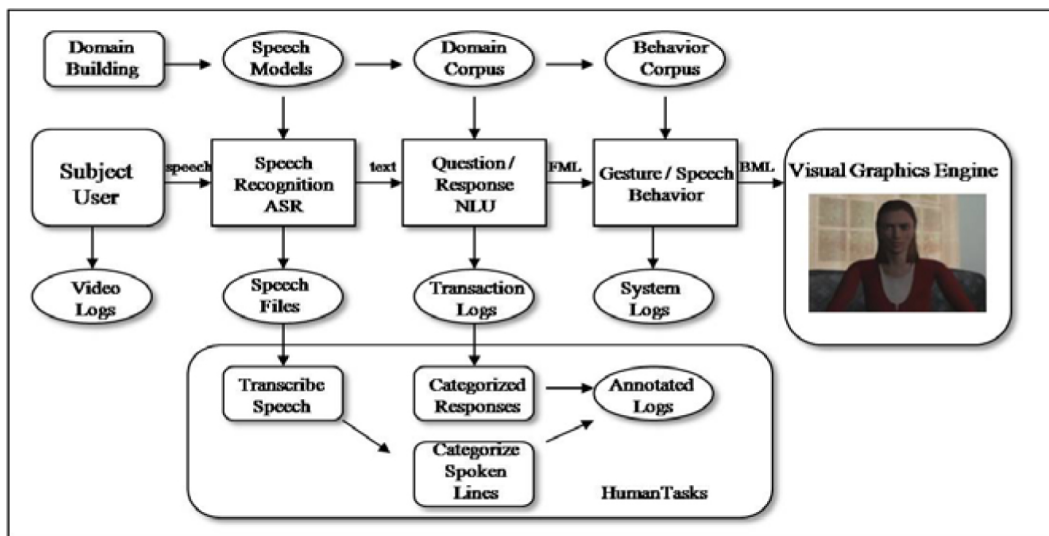 Domain
Building
Speech
Models
Domain
Corpus
Behavior
Corpus
Subject
User
speech
Speech
Recognition
ASR
text
Question /
Response
NLU
FML
Gesture / Speech
Behavior
BML
Visual Graphics Engine
Video
Logs
Speech
Files
Transaction
Logs
System
Logs
Transcribe
Speech
Categorized
Responses
Annotated
Logs
Categorize
Spoken
Lines
HumanTasks